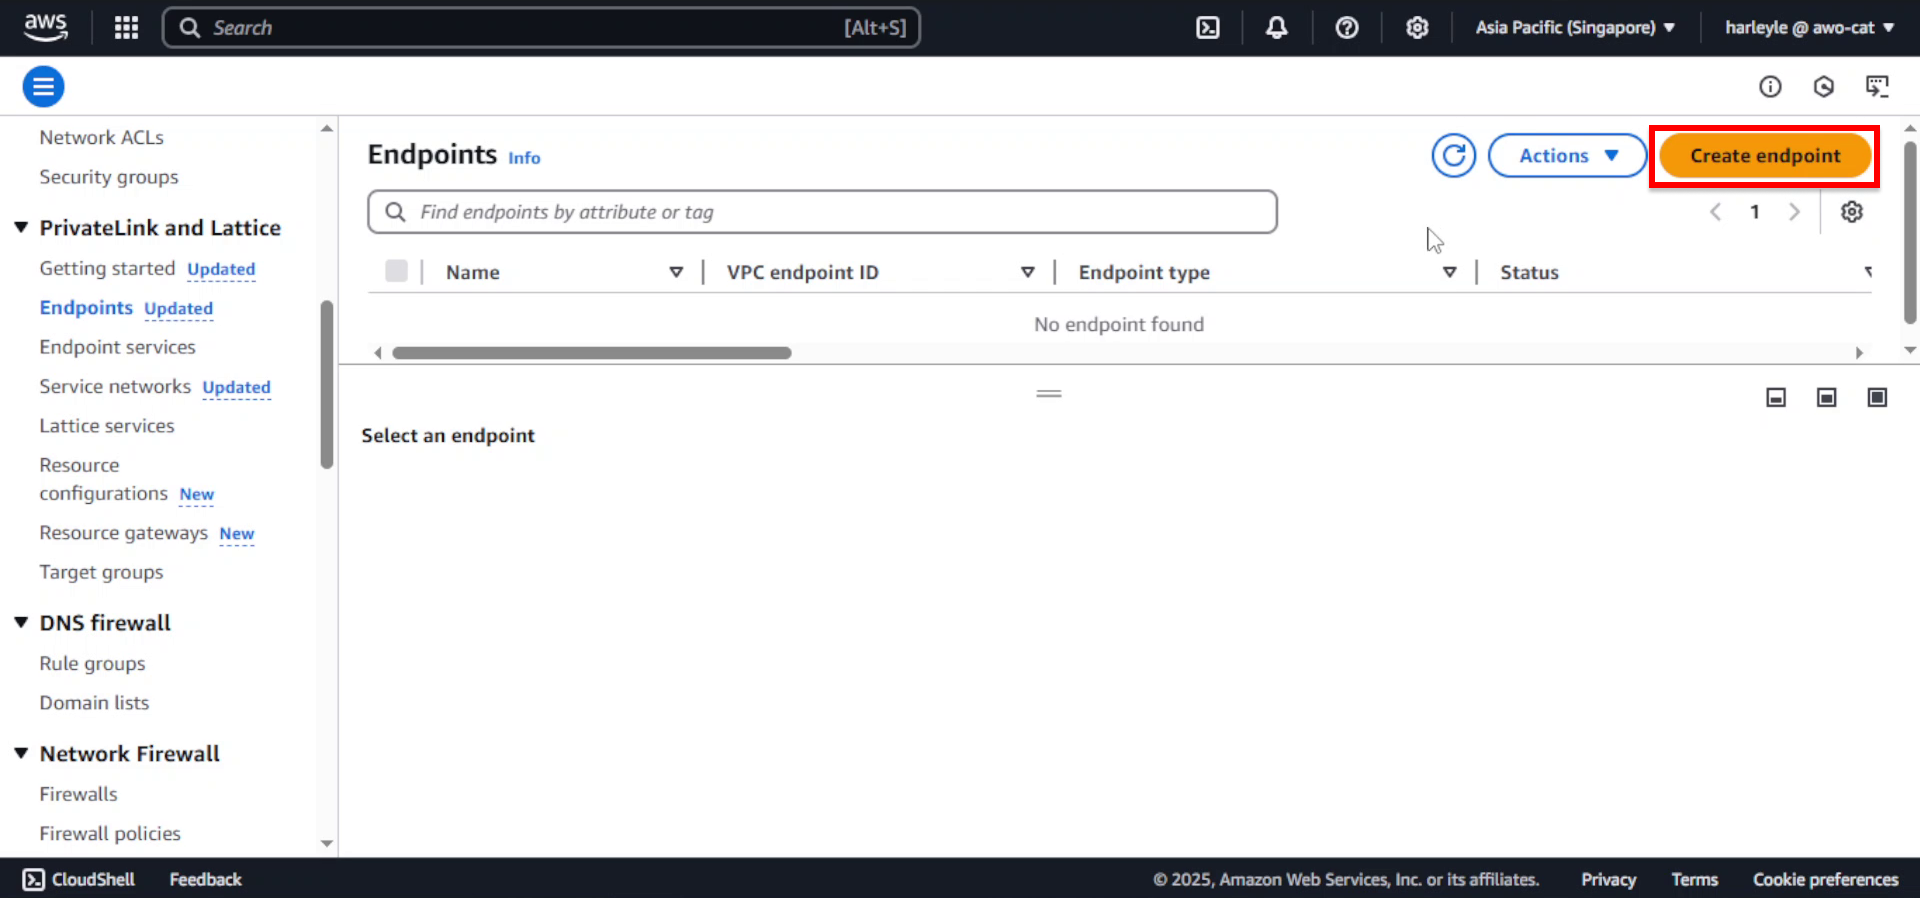 aws
Search [Alt+S]
Asia Pacific (Singapore)
harleyle @ awo-cat
Network ACLs
Security groups
PrivateLink and Lattice
Getting started Updated
Endpoints Updated
Endpoint services
Service networks Updated
Lattice services
Resource
configurations New
Resource gateways New
Target groups
DNS firewall
Rule groups
Domain lists
Network Firewall
Firewalls
Firewall policies
Endpoints Info
Actions
Create endpoint
Find endpoints by attribute or tag
1
Name VPC endpoint ID Endpoint type Status
No endpoint found
Select an endpoint
CloudShell Feedback
© 2025, Amazon Web Services, Inc. or its affiliates. Privacy Terms Cookie preferences